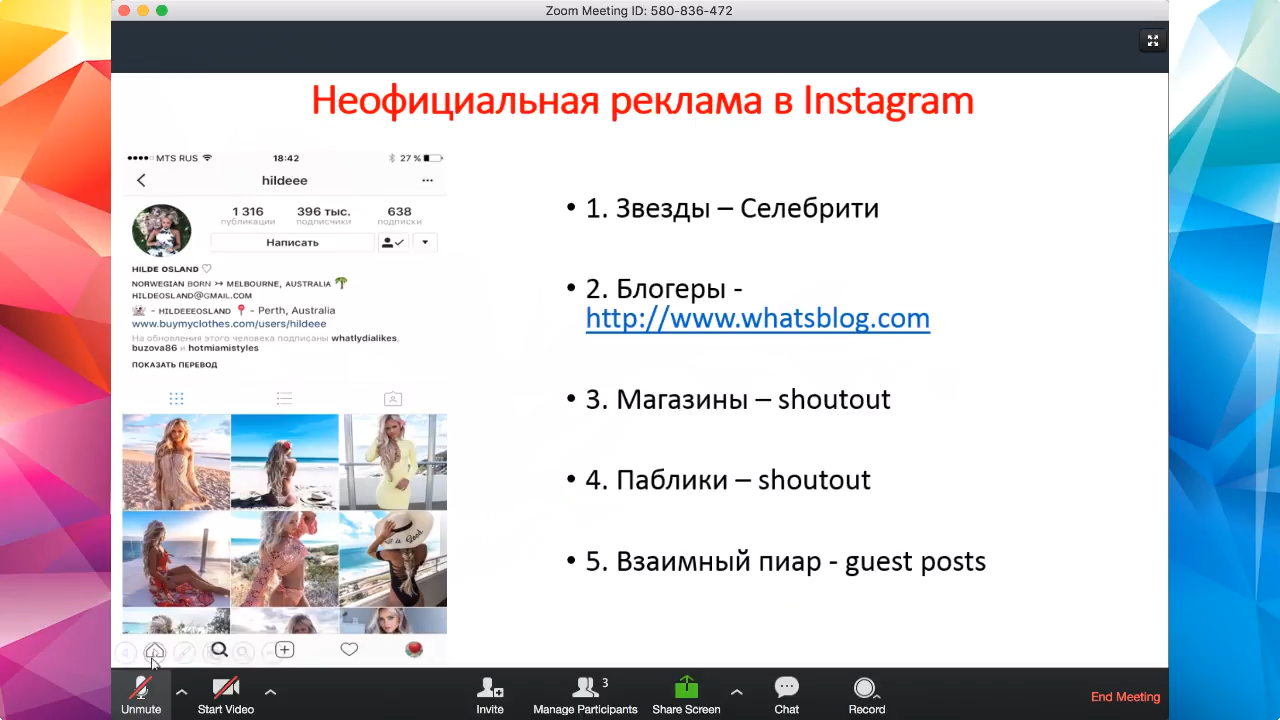 Zoom Meeting ID: 580-836-472
Неофициальная реклама в Instagram
MTS RUS 18:42 27 %
hildeee
1 316 396 тыс. 638
публикации подписчики подписки
Написать
HILDE OSLAND
NORWEGIAN BORN ↣ MELBOURNE, AUSTRALIA
HILDEOSLAND@GMAIL.COM
- HILDEEEOSLAND - Perth, Australia
www.buymyclothes.com/users/hildeee
На обновления этого человека подписаны whatlydialikes,
buzova86 и hotmiamistyles
ПОКАЗАТЬ ПЕРЕВОД
• 1. Звезды – Селебрити
• 2. Блогеры -
http://www.whatsblog.com
• 3. Магазины – shoutout
• 4. Паблики – shoutout
• 5. Взаимный пиар - guest posts
Unmute Start Video Invite Manage Participants 3 Share Screen Chat Record End Meeting